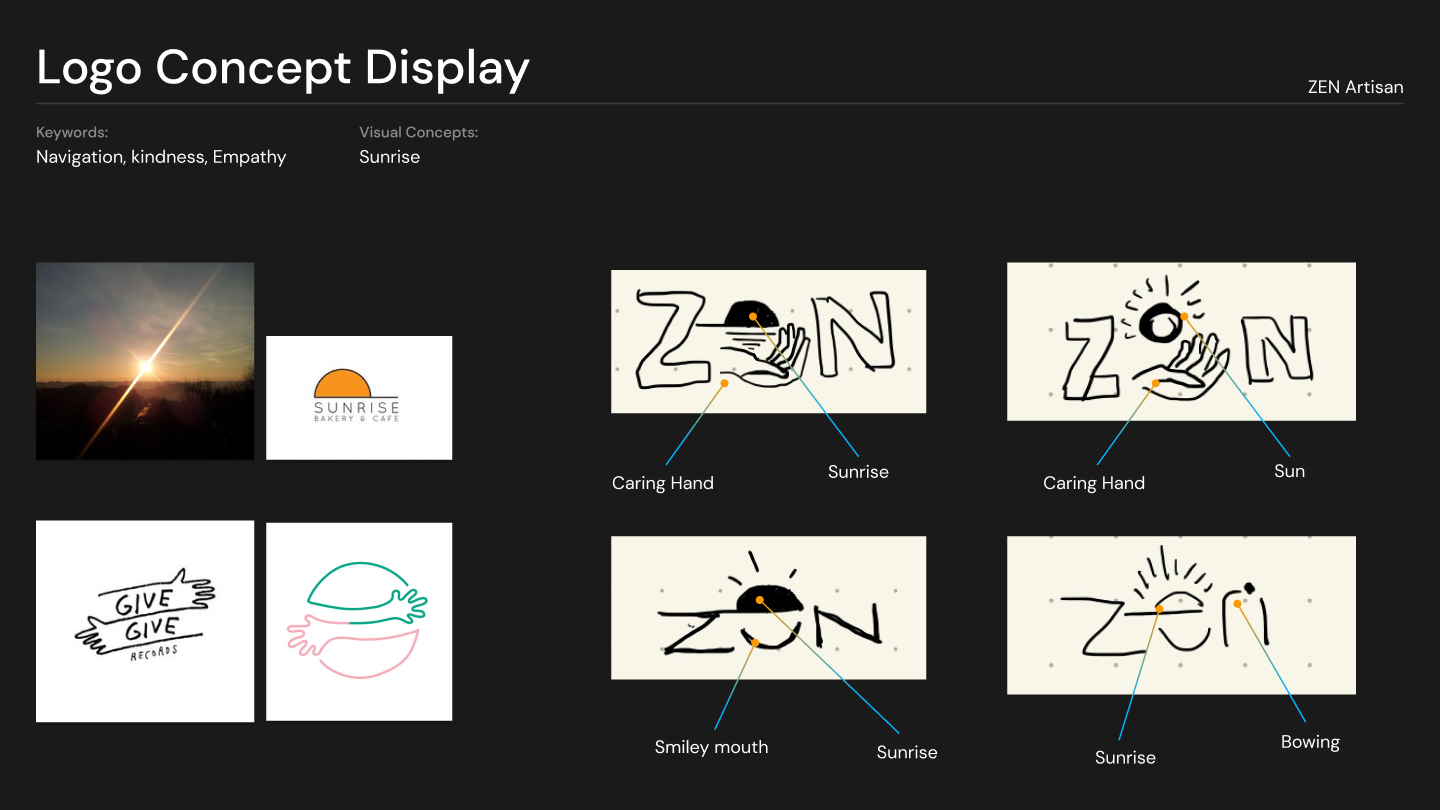 Logo Concept Display
ZEN Artisan
Keywords:
Navigation, kindness, Empathy
Visual Concepts:
Sunrise
SUNRISE
BAKERY & CAFE
GIVE
GIVE
RECORDS
ZEN
Caring Hand
Sunrise
ZEN
Caring Hand
Sun
ZEN
Smiley mouth
Sunrise
Zen
Sunrise
Bowing